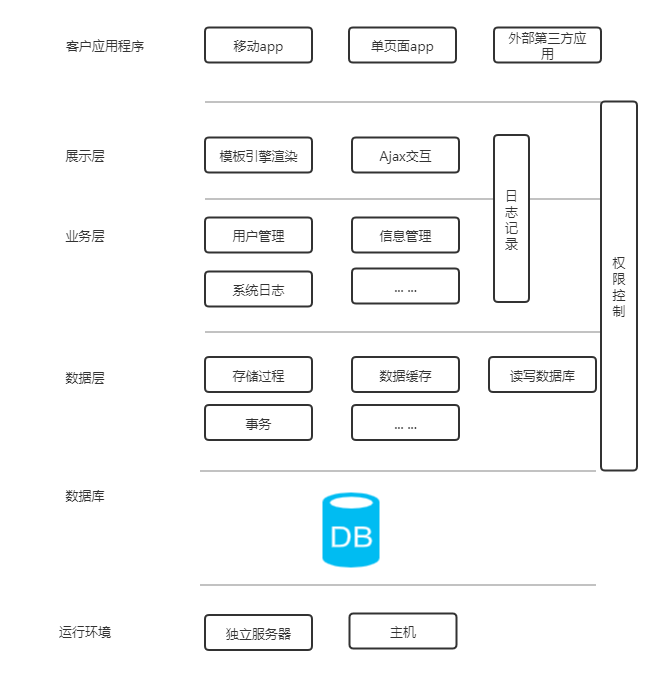 客户应用程序
移动app
单页面app
外部第三方应
用
展示层
模板引擎渲染
Ajax交互
日志记录
业务层
用户管理
信息管理
系统日志
... ...
权限控制
数据层
存储过程
数据缓存
读写数据库
事务
... ...
数据库
DB
运行环境
独立服务器
主机